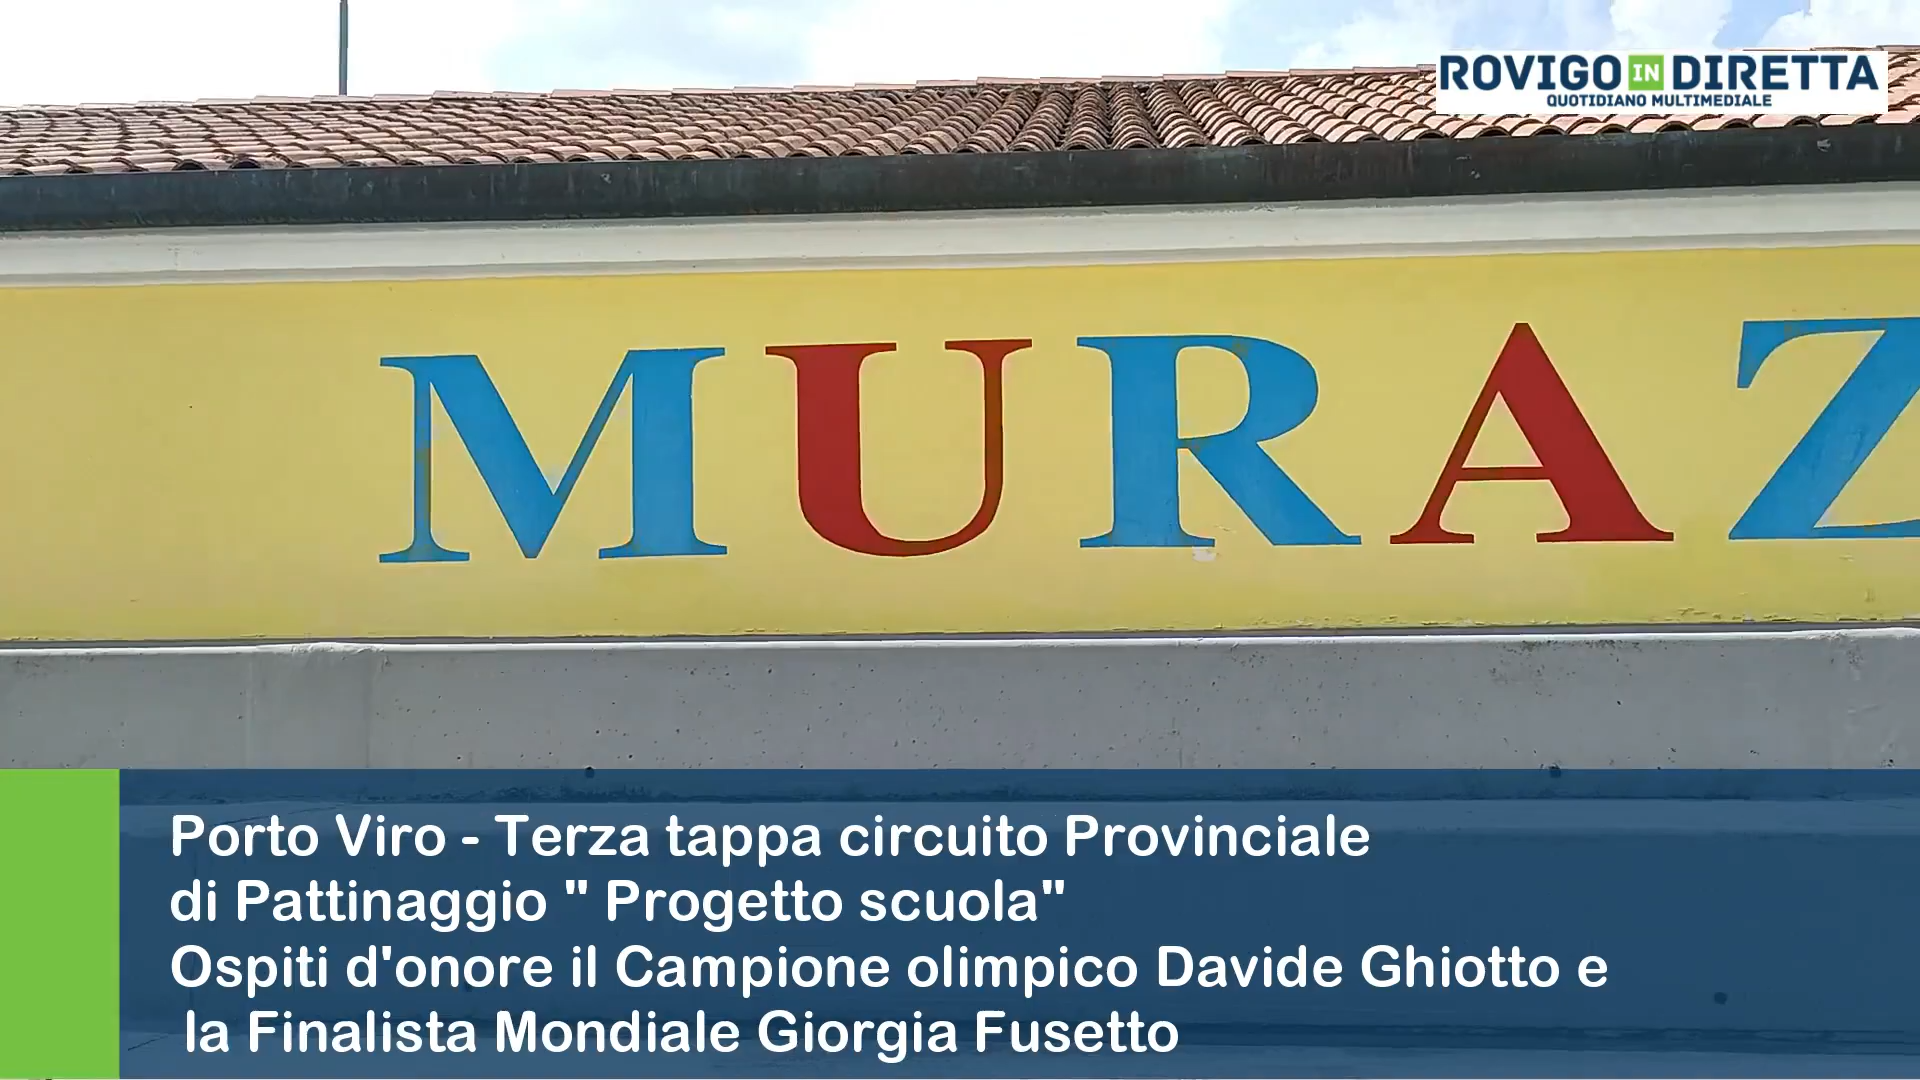 ROVIGO IN DIRETTA
QUOTIDIANO MULTIMEDIALE
MURAZ
Porto Viro - Terza tappa circuito Provinciale
di Pattinaggio " Progetto scuola"
Ospiti d'onore il Campione olimpico Davide Ghiotto e
la Finalista Mondiale Giorgia Fusetto